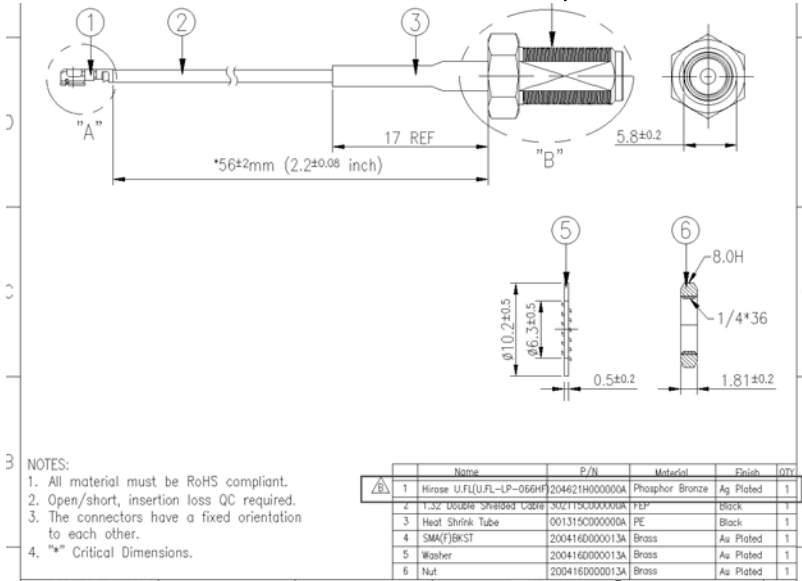 1
2
3
"A"
17 REF
"B"
5.8±0.2
*56±2mm (2.2±0.08 inch)
5
6
8.0H
1/4*36
ø10.2±0.5
ø6.3±0.5
0.5±0.2
1.81±0.2
C
B
NOTES:
1. All material must be RoHS compliant.
2. Open/short, insertion loss QC required.
3. The connectors have a fixed orientation
to each other.
4. "*" Critical Dimensions.
Name P/N Material Finish QTY
B 1 Hirose U.FL(U.FL-LP-066HF) 204621H000000A Phosphor Bronze Ag Plated 1
2 1.32 Double Shielded Cable 302115C000000A FEP Black 1
3 Heat Shrink Tube 001315C000000A PE Black 1
4 SMA(F)BKST 200416D000013A Brass Au Plated 1
5 Washer 200416D000013A Brass Au Plated 1
6 Nut 200416D000013A Brass Au Plated 1